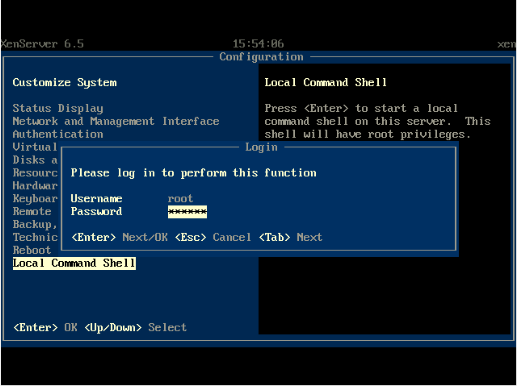 XenServer 6.5 15:54:06 xen
Configuration
Customize System
Local Command Shell
Status Display
Network and Management Interface
Authentication
Virtual
Disks a
Resourc
Hardwar
Keyboar
Remote
Backup,
Technic
Reboot
Local Command Shell
Press <Enter> to start a local
command shell on this server. This
shell will have root privileges.
Login
Please log in to perform this function
Username root
Password ******
<Enter> Next/OK <Esc> Cancel <Tab> Next
<Enter> OK <Up/Down> Select